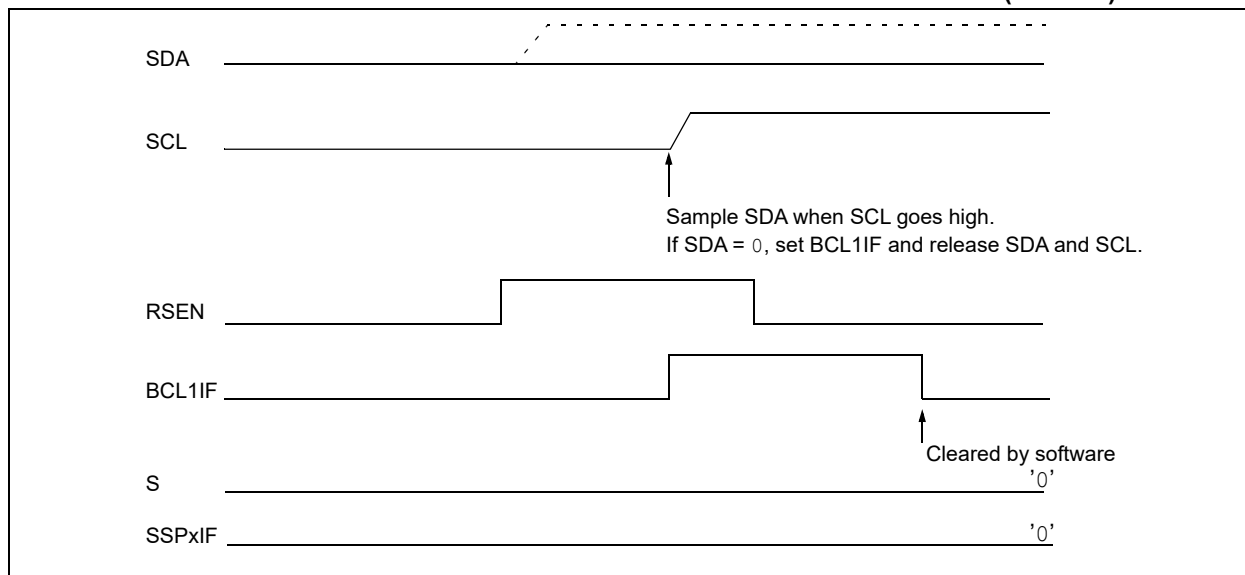 SDA
SCL
Sample SDA when SCL goes high.
If SDA = 0, set BCL1IF and release SDA and SCL.
RSEN
BCL1IF
Cleared by software
S
'0'
SSPxIF
'0'